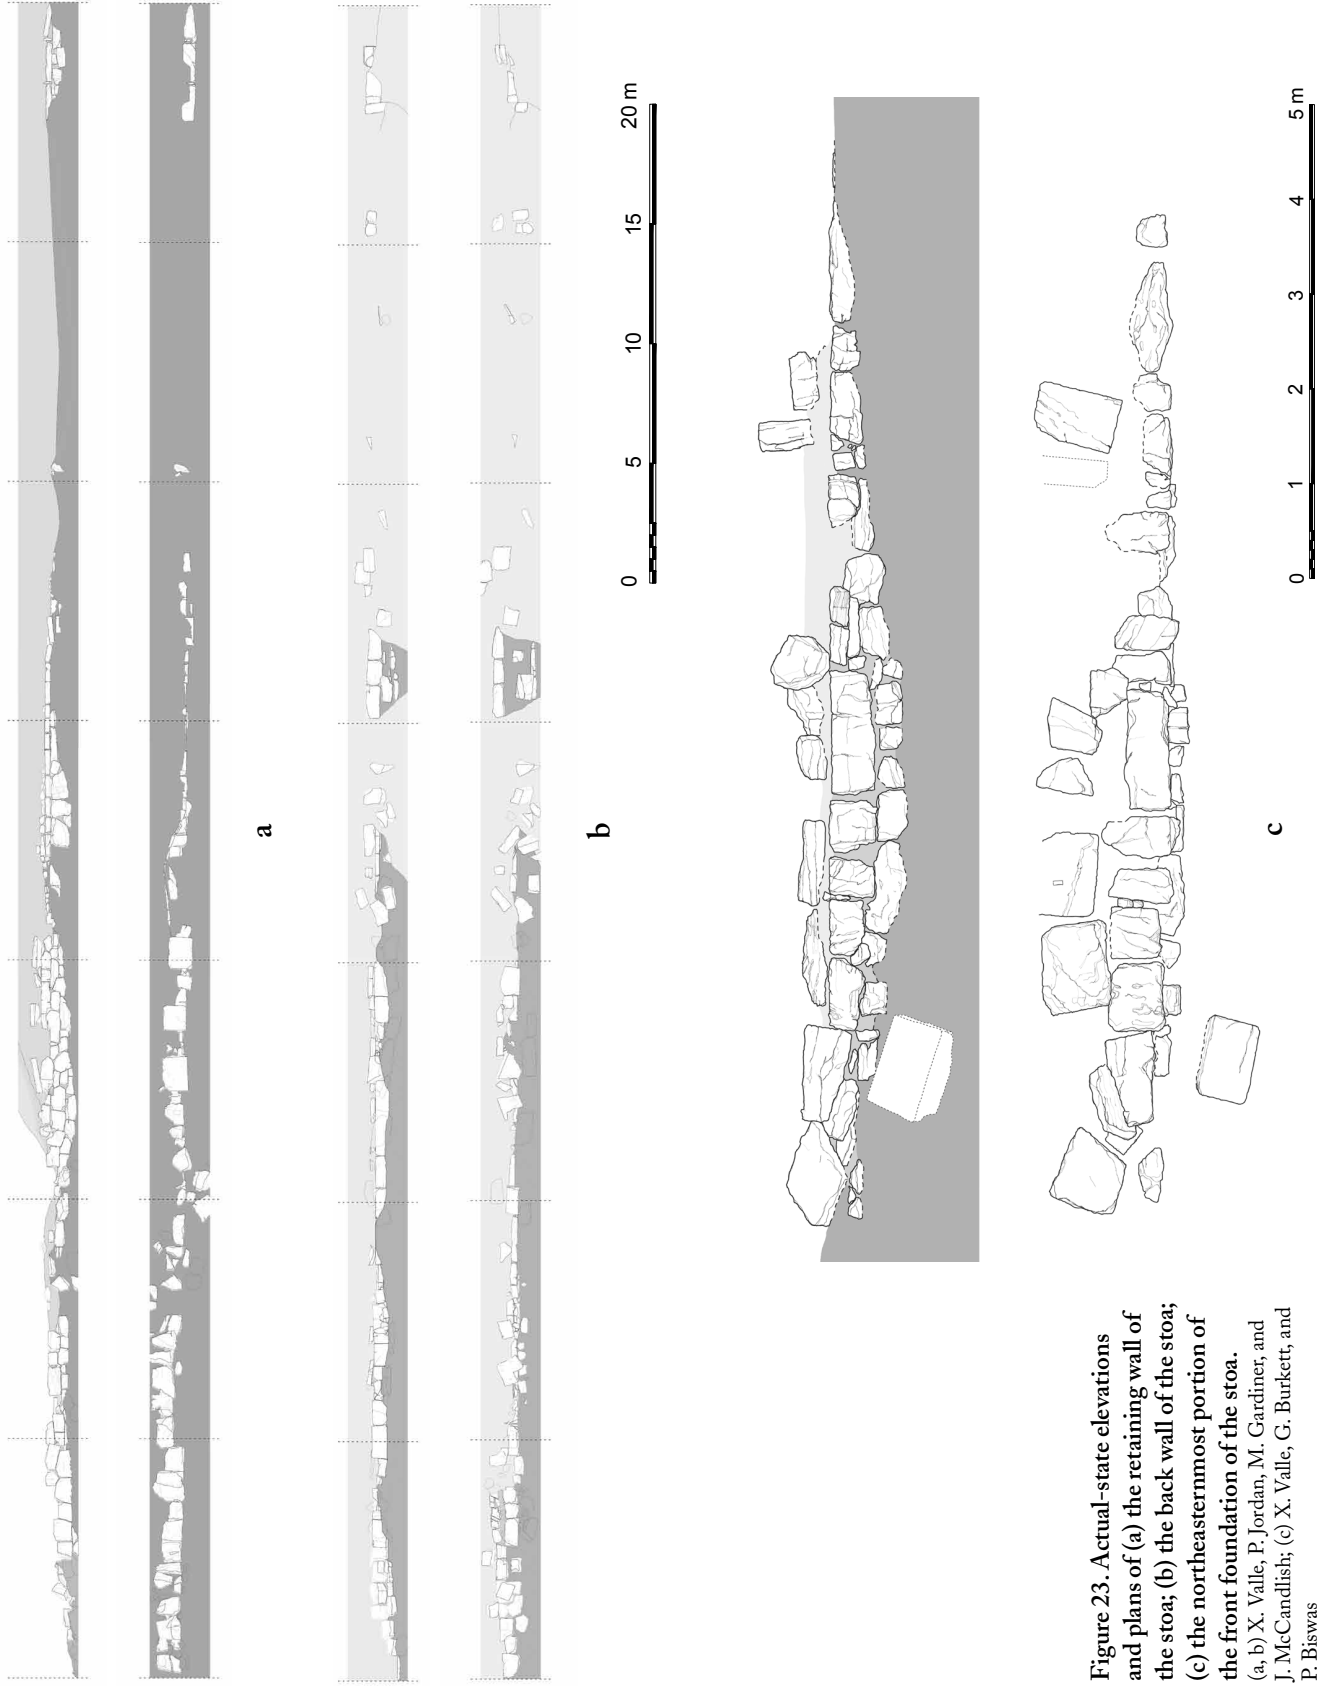 a
0 5 10 15 20 m
b
0 1 2 3 4 5 m
c
Figure 23. Actual-state elevations
and plans of (a) the retaining wall of
the stoa; (b) the back wall of the stoa;
(c) the northeasternmost portion of
the front foundation of the stoa.
(a, b) X. Valle, P. Jordan, M. Gardiner, and
J. McCandlish; (c) X. Valle, G. Burkett, and
P. Biswas